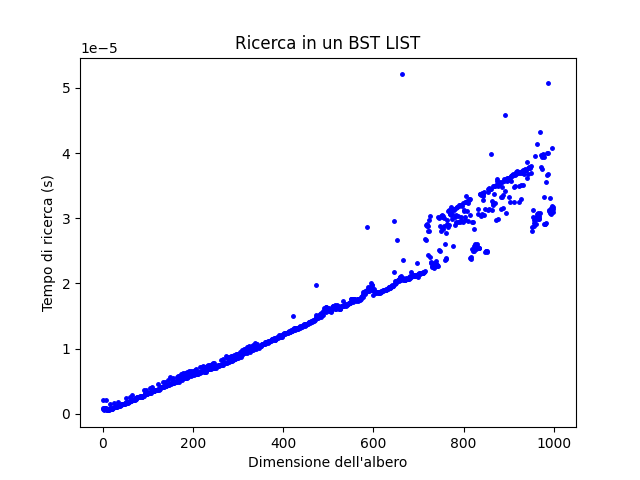 Ricerca in un BST LIST
1e−5
5
4
3
2
1
0
Tempo di ricerca (s)
0 200 400 600 800 1000
Dimensione dell'albero